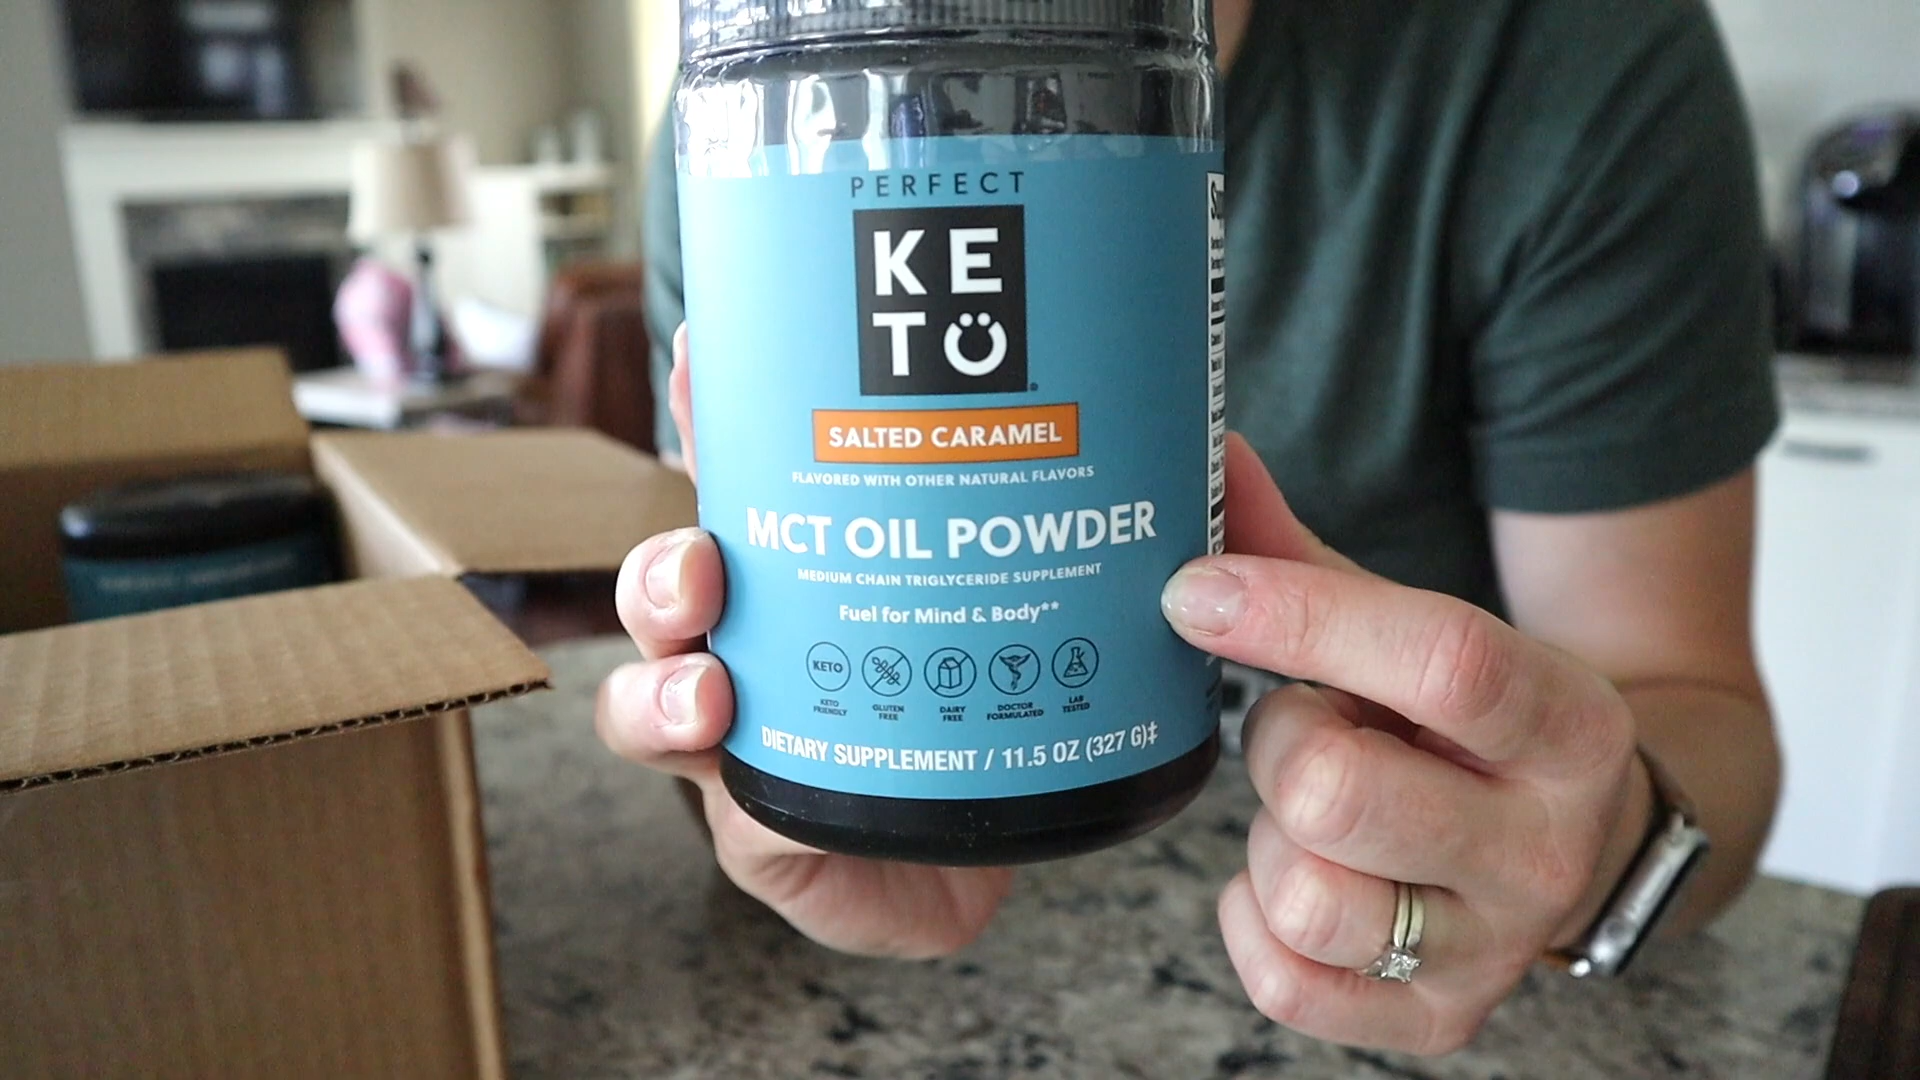 PERFECT
KE
TO
SALTED CARAMEL
FLAVORED WITH OTHER NATURAL FLAVORS
MCT OIL POWDER
MEDIUM CHAIN TRIGLYCERIDE SUPPLEMENT
Fuel for Mind & Body**
KETO
KETO FRIENDLY
GLUTEN FREE
DAIRY FREE
DOCTOR FORMULATED
LAB TESTED
DIETARY SUPPLEMENT / 11.5 OZ (327 G)‡